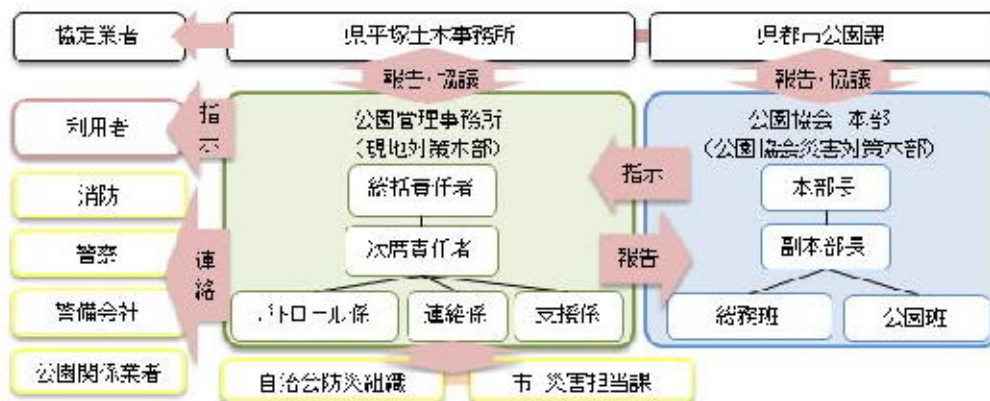 協定業者
県平塚土木事務所
県都市公園課
報告・協議
報告・協議
利用者
指示
公園管理事務所
(現地対策本部)
公園協会 本部
(公園協会災害対策本部)
消防
総括責任者
指示
本部長
警察
連絡
次席責任者
報告
副本部長
警備会社
パトロール係
連絡係
支援係
総務班
公園班
公園関係業者
自治会防災組織
市 災害担当課